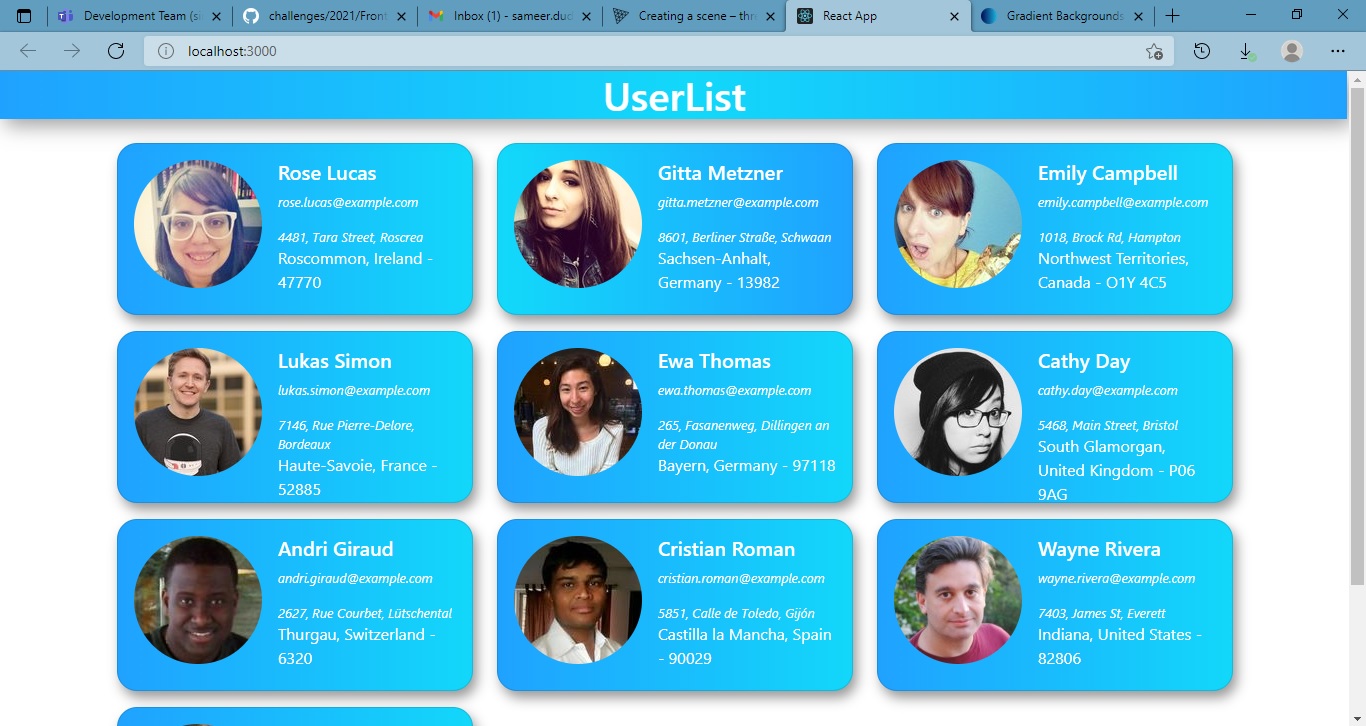 Development Team (si
challenges/2021/Front
Inbox (1) - sameer.dud
Creating a scene – thr
React App
Gradient Backgrounds
localhost:3000
UserList
Rose Lucas
rose.lucas@example.com
4481, Tara Street, Roscrea
Roscommon, Ireland -
47770
Gitta Metzner
gitta.metzner@example.com
8601, Berliner Straße, Schwaan
Sachsen-Anhalt,
Germany - 13982
Emily Campbell
emily.campbell@example.com
1018, Brock Rd, Hampton
Northwest Territories,
Canada - O1Y 4C5
Lukas Simon
lukas.simon@example.com
7146, Rue Pierre-Delore,
Bordeaux
Haute-Savoie, France -
52885
Ewa Thomas
ewa.thomas@example.com
265, Fasanenweg, Dillingen an
der Donau
Bayern, Germany - 97118
Cathy Day
cathy.day@example.com
5468, Main Street, Bristol
South Glamorgan,
United Kingdom - P06
9AG
Andri Giraud
andri.giraud@example.com
2627, Rue Courbet, Lütschental
Thurgau, Switzerland -
6320
Cristian Roman
cristian.roman@example.com
5851, Calle de Toledo, Gijón
Castilla la Mancha, Spain
- 90029
Wayne Rivera
wayne.rivera@example.com
7403, James St, Everett
Indiana, United States -
82806